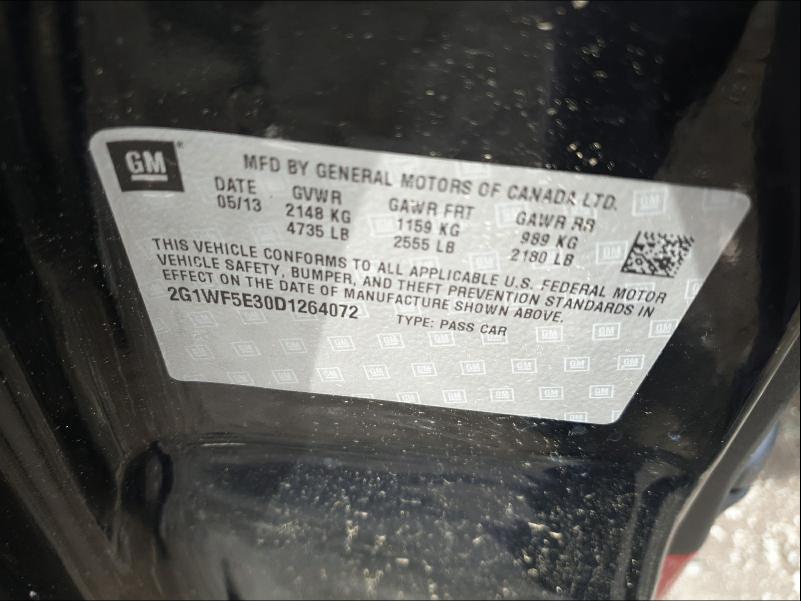 GM®
MFD BY GENERAL MOTORS OF CANADA LTD.
DATE GVWR GAWR FRT GAWR RR
05/13 2148 KG 1159 KG 989 KG
4735 LB 2555 LB 2180 LB
THIS VEHICLE CONFORMS TO ALL APPLICABLE U.S. FEDERAL MOTOR
VEHICLE SAFETY, BUMPER, AND THEFT PREVENTION STANDARDS IN
EFFECT ON THE DATE OF MANUFACTURE SHOWN ABOVE.
2G1WF5E30D1264072 TYPE: PASS CAR